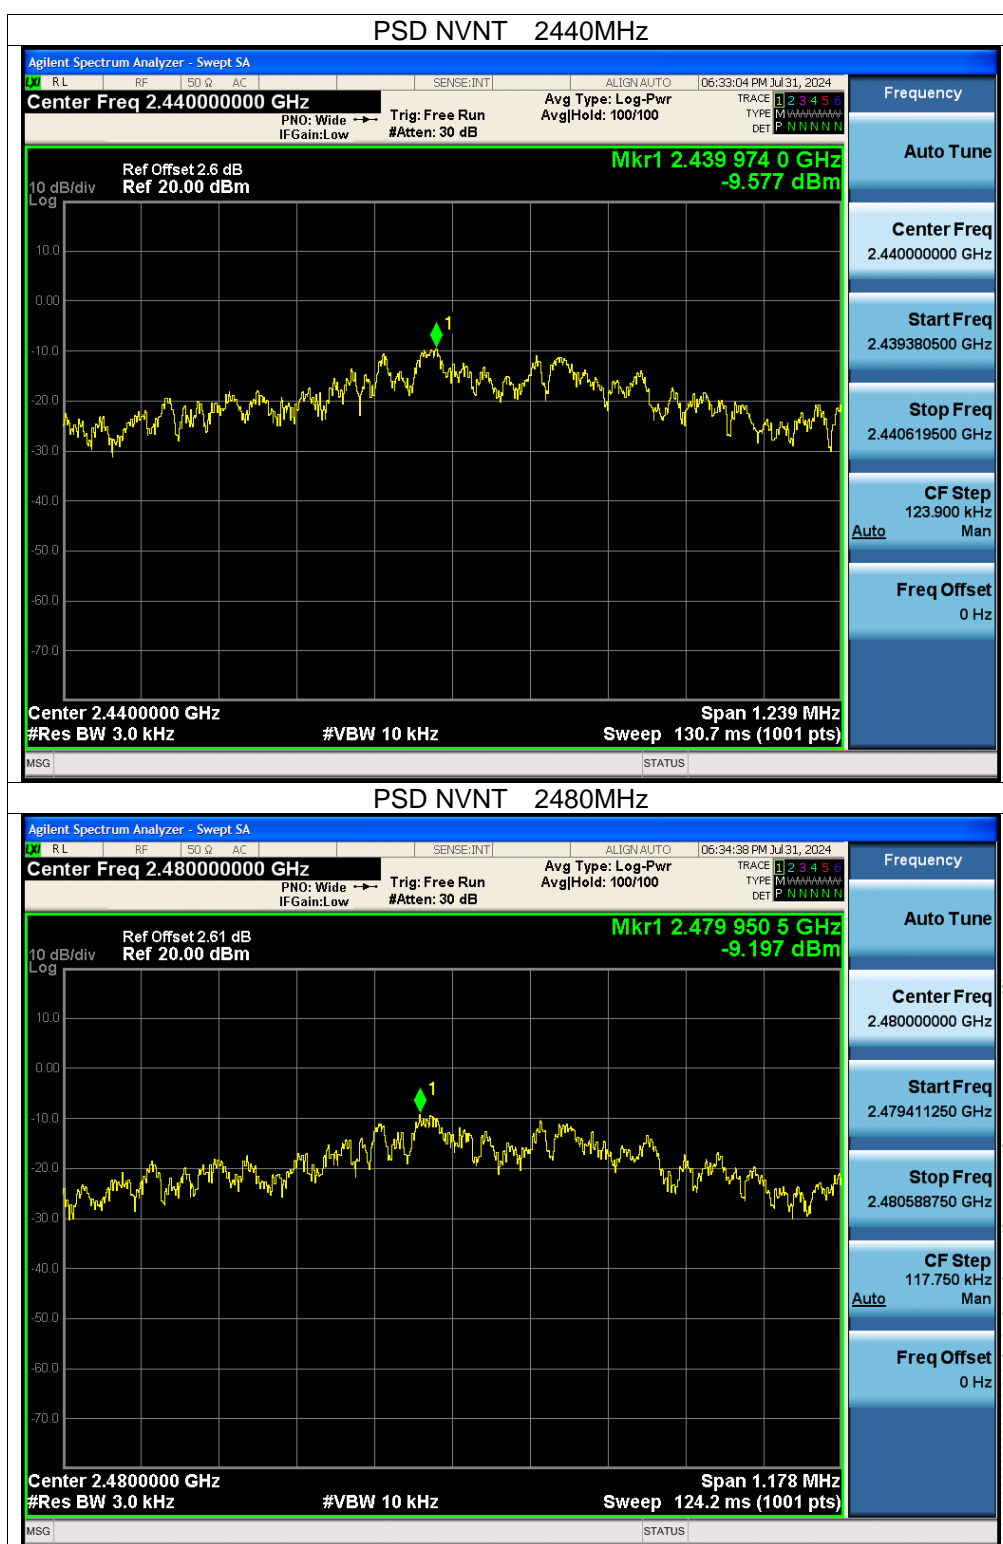 PSD NVNT 2440MHz
Agilent Spectrum Analyzer - Swept SA
LXI RL RF 50 Ω AC SENSE:INT ALIGN AUTO 06:33:04 PM Jul 31, 2024
Center Freq 2.440000000 GHz
PNO: Wide
IFGain:Low
Trig: Free Run
#Atten: 30 dB
Avg Type: Log-Pwr
Avg|Hold: 100/100
TRACE 1 2 3 4 5 6
TYPE M
DET P N N N N N
Frequency
Auto Tune
Center Freq
2.440000000 GHz
Start Freq
2.439380500 GHz
Stop Freq
2.440619500 GHz
CF Step
123.900 kHz
Auto Man
Freq Offset
0 Hz
Mkr1 2.439 974 0 GHz
-9.577 dBm
Ref Offset 2.6 dB
10 dB/div Ref 20.00 dBm
Log
10.0
0.00
1
-10.0
-20.0
-30.0
-40.0
-50.0
-60.0
-70.0
Center 2.4400000 GHz Span 1.239 MHz
#Res BW 3.0 kHz #VBW 10 kHz Sweep 130.7 ms (1001 pts)
MSG STATUS
PSD NVNT 2480MHz
Agilent Spectrum Analyzer - Swept SA
LXI RL RF 50 Ω AC SENSE:INT ALIGN AUTO 06:34:38 PM Jul 31, 2024
Center Freq 2.480000000 GHz
PNO: Wide
IFGain:Low
Trig: Free Run
#Atten: 30 dB
Avg Type: Log-Pwr
Avg|Hold: 100/100
TRACE 1 2 3 4 5 6
TYPE M
DET P N N N N N
Frequency
Auto Tune
Center Freq
2.480000000 GHz
Start Freq
2.479411250 GHz
Stop Freq
2.480588750 GHz
CF Step
117.750 kHz
Auto Man
Freq Offset
0 Hz
Mkr1 2.479 950 5 GHz
-9.197 dBm
Ref Offset 2.61 dB
10 dB/div Ref 20.00 dBm
Log
10.0
0.00
1
-10.0
-20.0
-30.0
-40.0
-50.0
-60.0
-70.0
Center 2.4800000 GHz Span 1.178 MHz
#Res BW 3.0 kHz #VBW 10 kHz Sweep 124.2 ms (1001 pts)
MSG STATUS